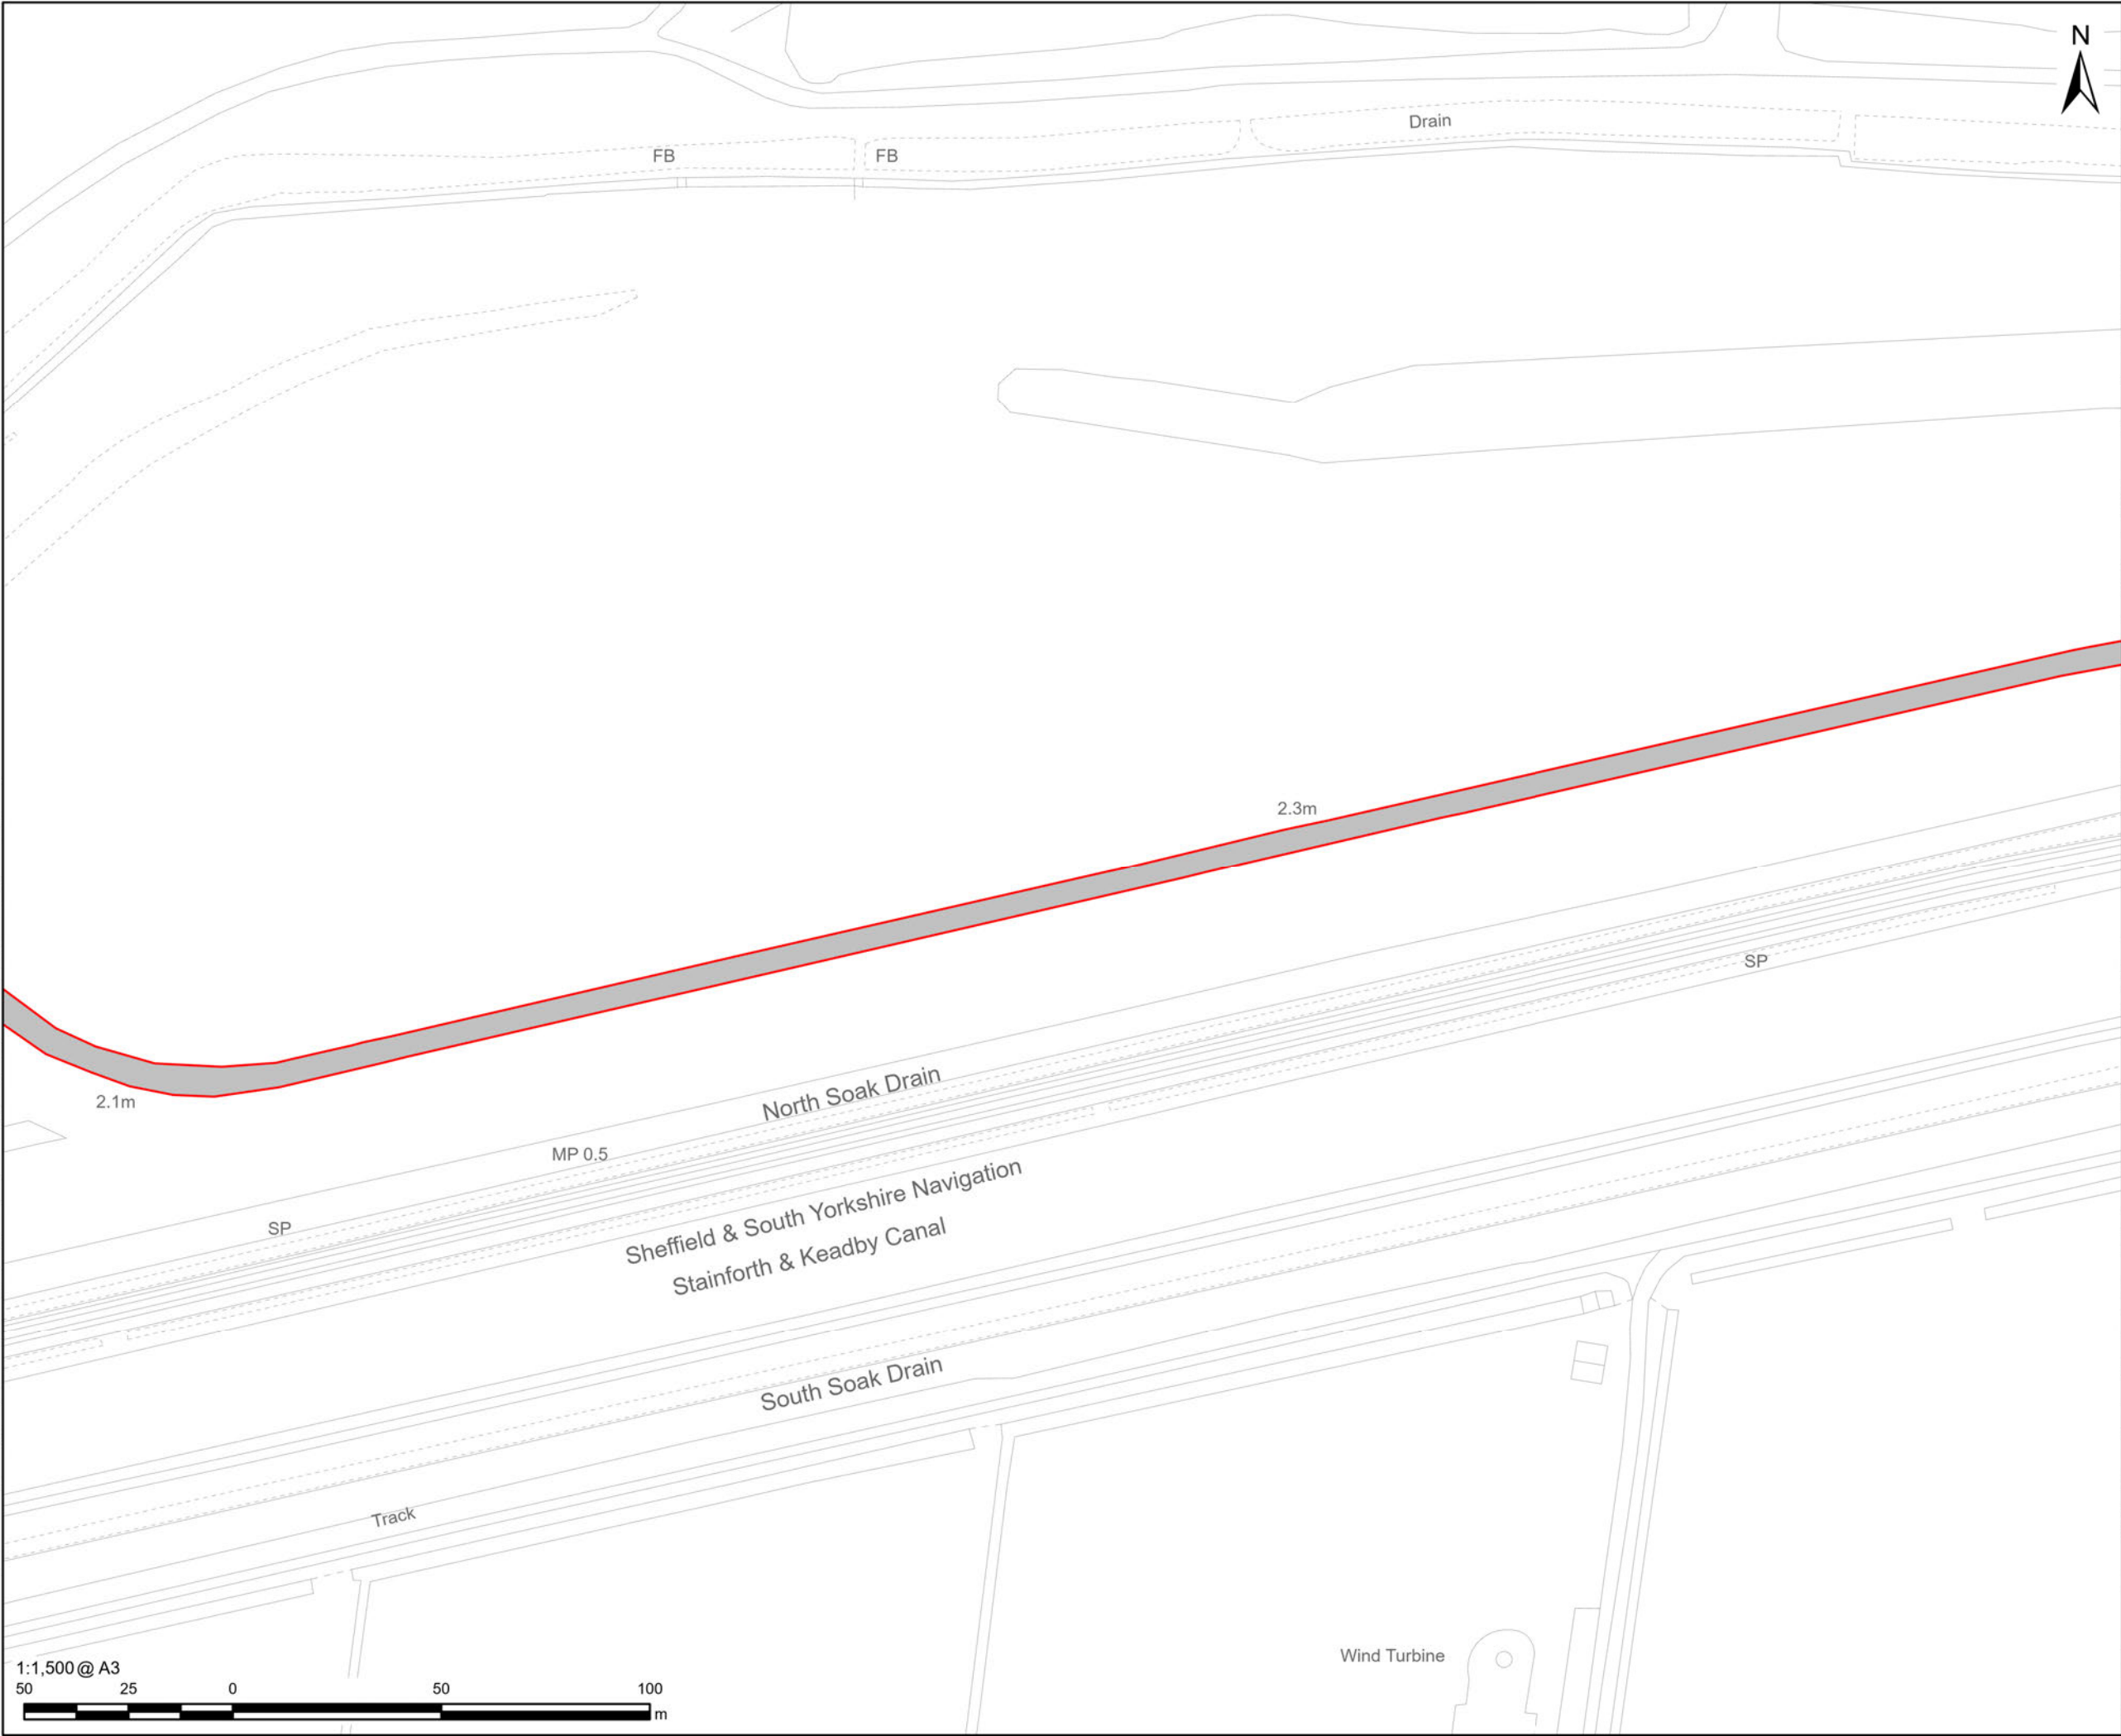 N
Drain
FB
FB
2.3m
SP
North Soak Drain
2.1m
MP 0.5
Sheffield & South Yorkshire Navigation
SP
Stainforth & Keadby Canal
South Soak Drain
Track
Wind Turbine
1:1,500 @ A3
50 25 0 50 100
m